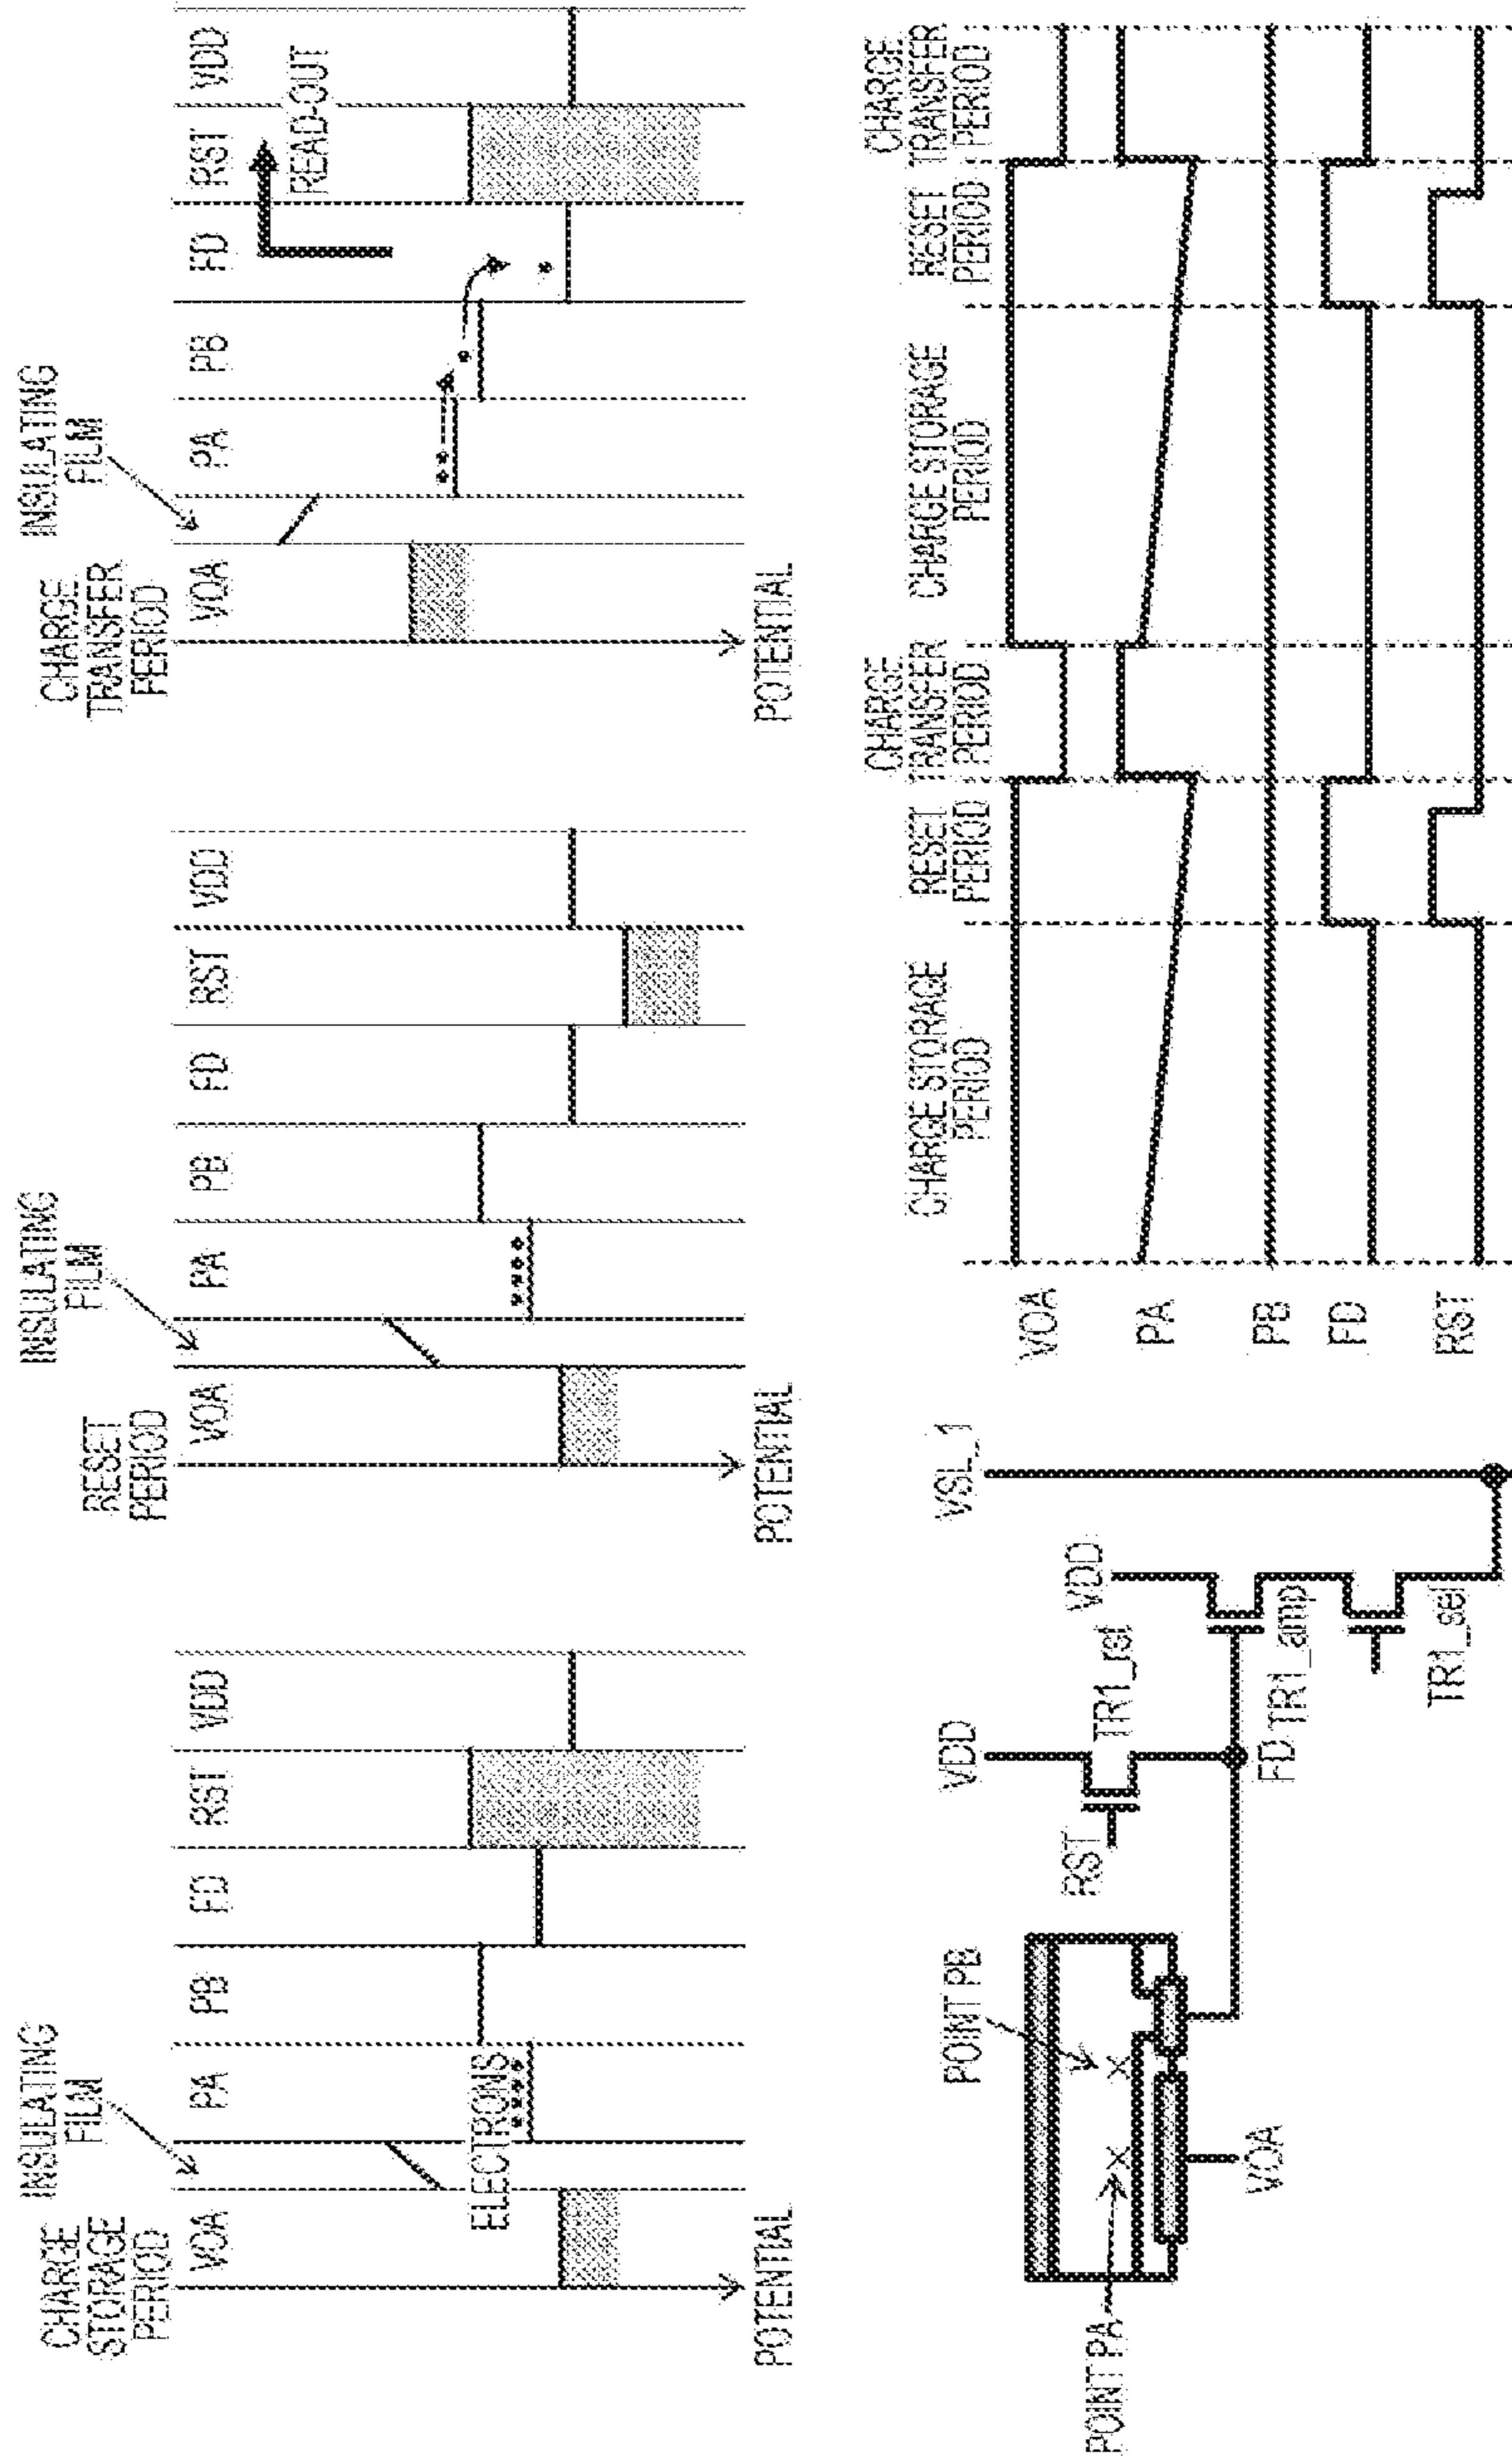 CHARGE
STORAGE
PERIOD
INSULATING
FILM
VOA
PA
PB
FD
RST
VDD
ELECTRONS
POTENTIAL
RESET
PERIOD
INSULATING
FILM
VOA
PA
PB
FD
RST
VDD
POTENTIAL
CHARGE
TRANSFER
PERIOD
INSULATING
FILM
VOA
PA
PB
FD
RST
VDD
READ-OUT
POTENTIAL
POINT PA
POINT PB
VOA
RST
VDD
TR1_rst
FD
TR1_amp
VDD
TR1_sel
VSL_1
CHARGE STORAGE
PERIOD
RESET
PERIOD
CHARGE
TRANSFER
PERIOD
CHARGE STORAGE
PERIOD
RESET
PERIOD
CHARGE
TRANSFER
PERIOD
VOA
PA
PB
FD
RST